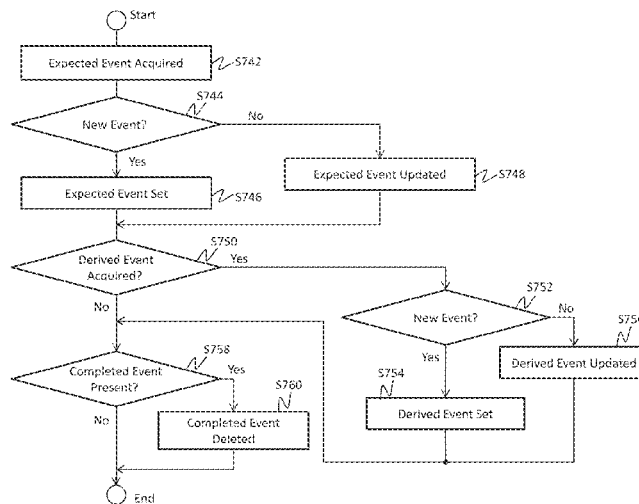 Start
Expected Event Acquired
S742
S744
New Event?
No
Yes
Expected Event Set
S746
Expected Event Updated
S748
S750
Derived Event
Acquired?
Yes
No
S752
New Event?
No
Yes
Derived Event Updated
S754
Derived Event Set
S758
Completed Event
Present?
Yes
No
S760
Completed Event
Deleted
End